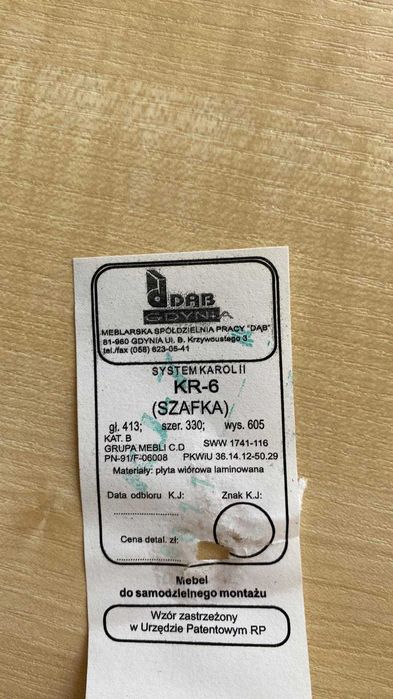 DĄB
GDYNIA
MEBLARSKA SPÓŁDZIELNIA PRACY "DĄB"
81-960 GDYNIA Ul. B. Krzywoustego 3
tel./fax (058) 623-05-41
SYSTEM KAROL II
KR-6
(SZAFKA)
gł. 413; szer. 330; wys. 605
KAT. B
GRUPA MEBLI C.D SWW 1741-116
PN-91/F-06008 PKWiU 36.14.12-50.29
Materiały: płyta wiórowa laminowana
Data odbioru K.J: Znak K.J:
Cena detal. zł:
Mebel
do samodzielnego montażu
Wzór zastrzeżony
w Urzędzie Patentowym RP